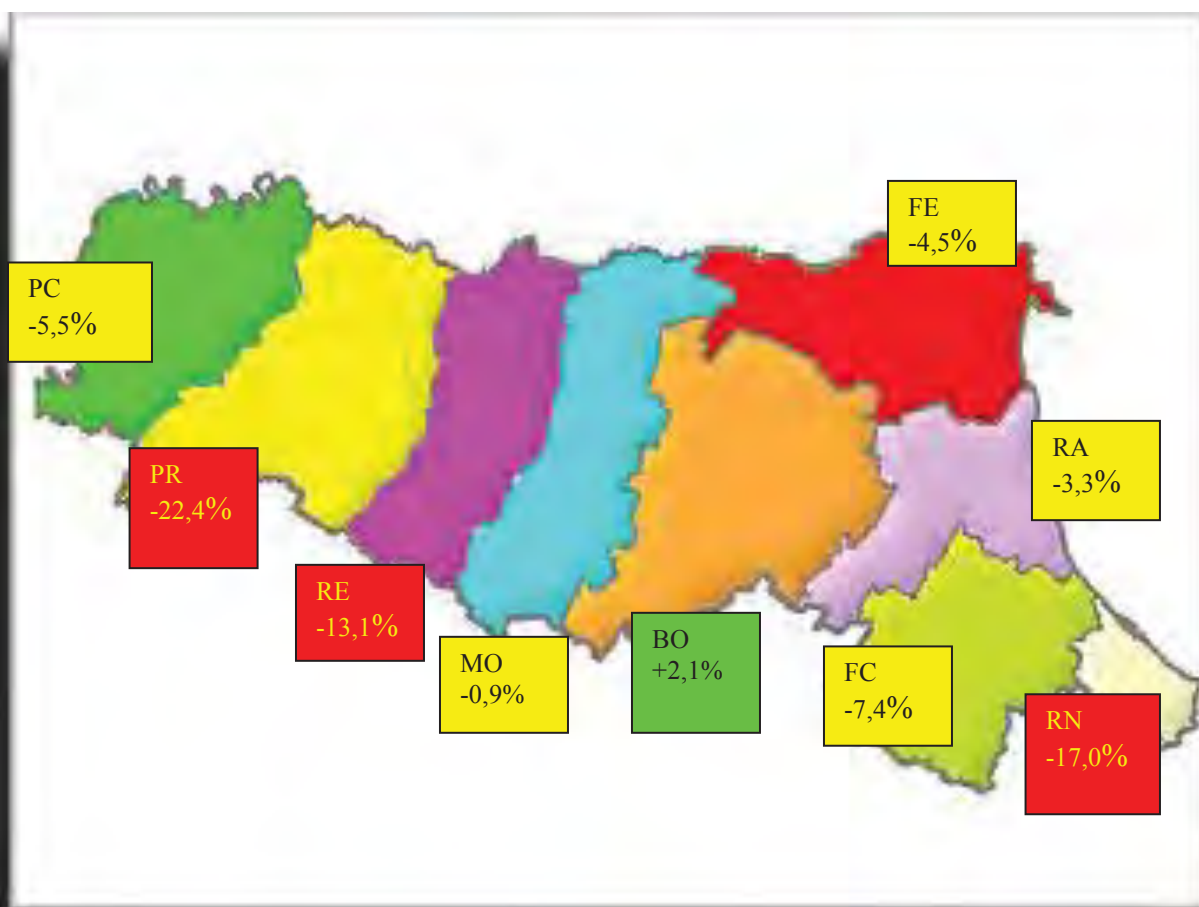 FE
-4,5%
PC
-5,5%
RA
-3,3%
PR
-22,4%
RE
-13,1%
MO
-0,9%
BO
+2,1%
FC
-7,4%
RN
-17,0%